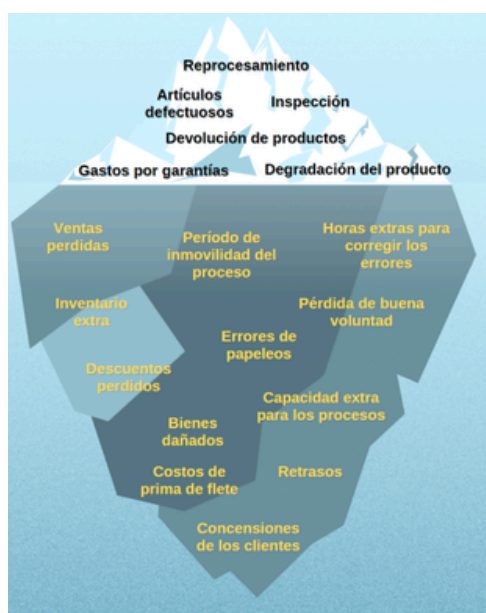 Reprocesamiento
Artículos
defectuosos
Inspección
Devolución de productos
Gastos por garantías
Degradación del producto
Ventas
perdidas
Período de
inmovilidad del
proceso
Horas extras para
corregir los
errores
Inventario
extra
Pérdida de buena
voluntad
Errores de
papeleos
Descuentos
perdidos
Capacidad extra
para los procesos
Bienes
dañados
Costos de
prima de flete
Retrasos
Concensiones
de los clientes